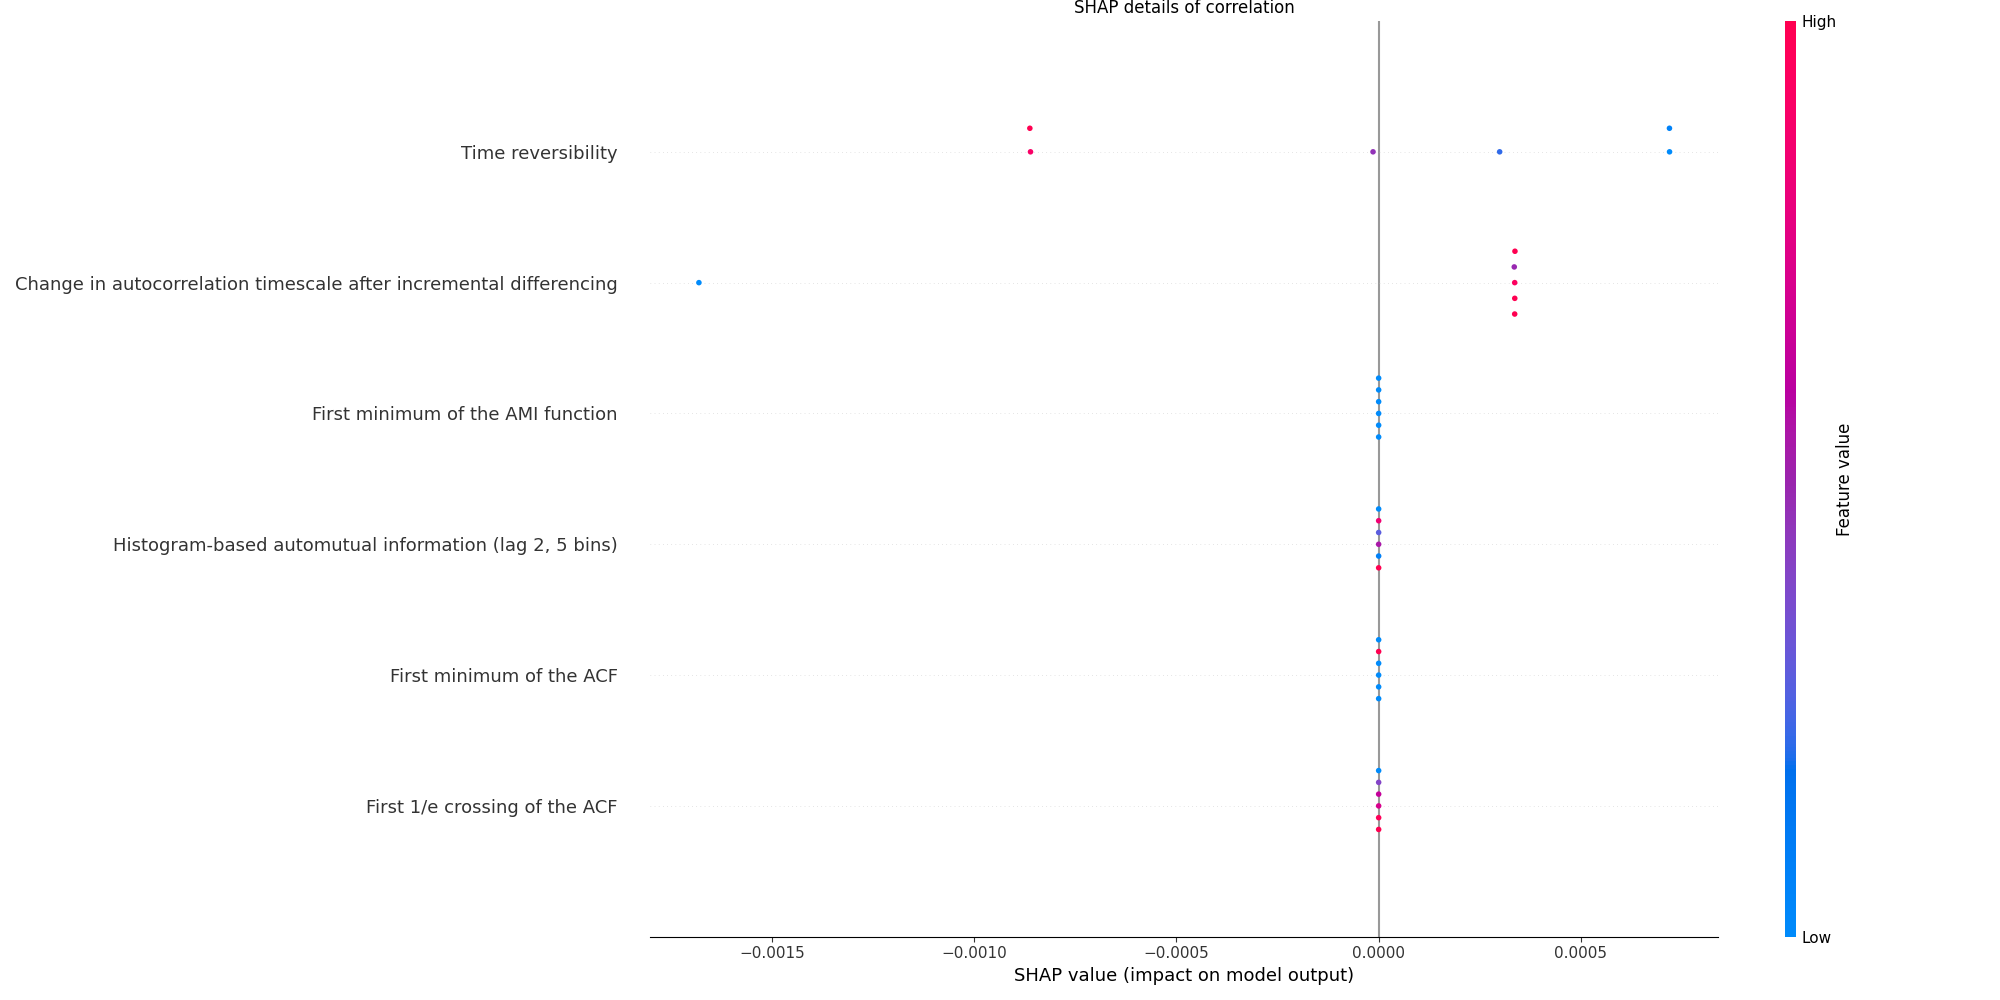 SHAP details of correlation
High
Time reversibility
Change in autocorrelation timescale after incremental differencing
First minimum of the AMI function
Feature value
Histogram-based automutual information (lag 2, 5 bins)
First minimum of the ACF
First 1/e crossing of the ACF
Low
−0.0015
−0.0010
−0.0005
0.0000
0.0005
SHAP value (impact on model output)